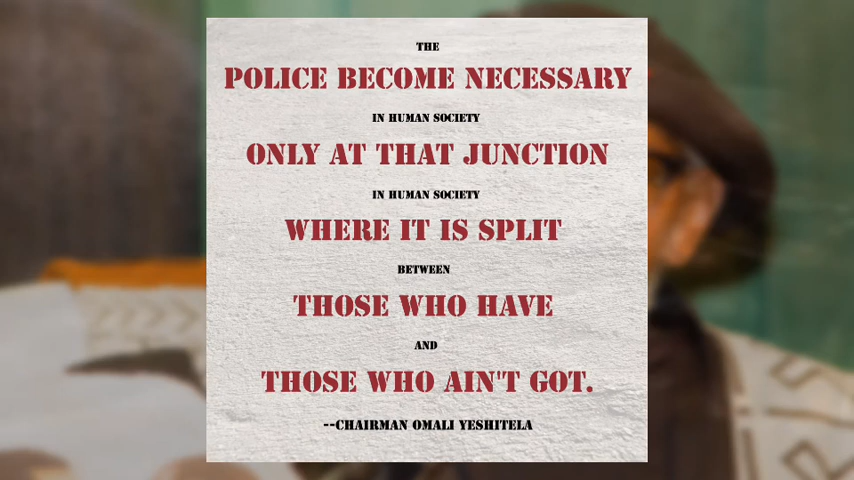 THE
POLICE BECOME NECESSARY
IN HUMAN SOCIETY
ONLY AT THAT JUNCTION
IN HUMAN SOCIETY
WHERE IT IS SPLIT
BETWEEN
THOSE WHO HAVE
AND
THOSE WHO AIN'T GOT.
--CHAIRMAN OMALI YESHITELA